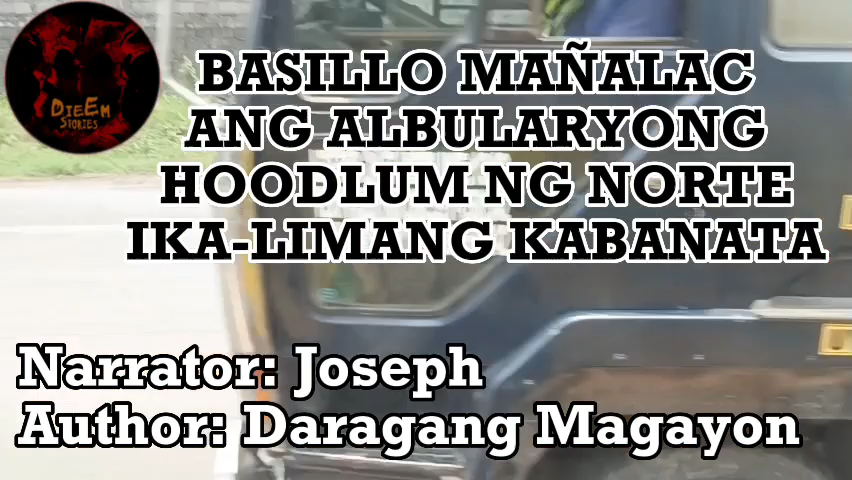 DieEm
Stories
BASILLO MAÑALAC
ANG ALBULARYONG
HOODLUM NG NORTE
IKA-LIMANG KABANATA
Narrator: Joseph
Author: Daragang Magayon